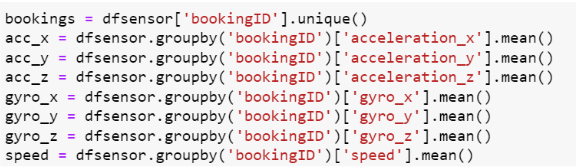 bookings = dfsensor['bookingID'].unique()
acc_x = dfsensor.groupby('bookingID')['acceleration_x'].mean()
acc_y = dfsensor.groupby('bookingID')['acceleration_y'].mean()
acc_z = dfsensor.groupby('bookingID')['acceleration_z'].mean()
gyro_x = dfsensor.groupby('bookingID')['gyro_x'].mean()
gyro_y = dfsensor.groupby('bookingID')['gyro_y'].mean()
gyro_z = dfsensor.groupby('bookingID')['gyro_z'].mean()
speed = dfsensor.groupby('bookingID')['speed'].mean()